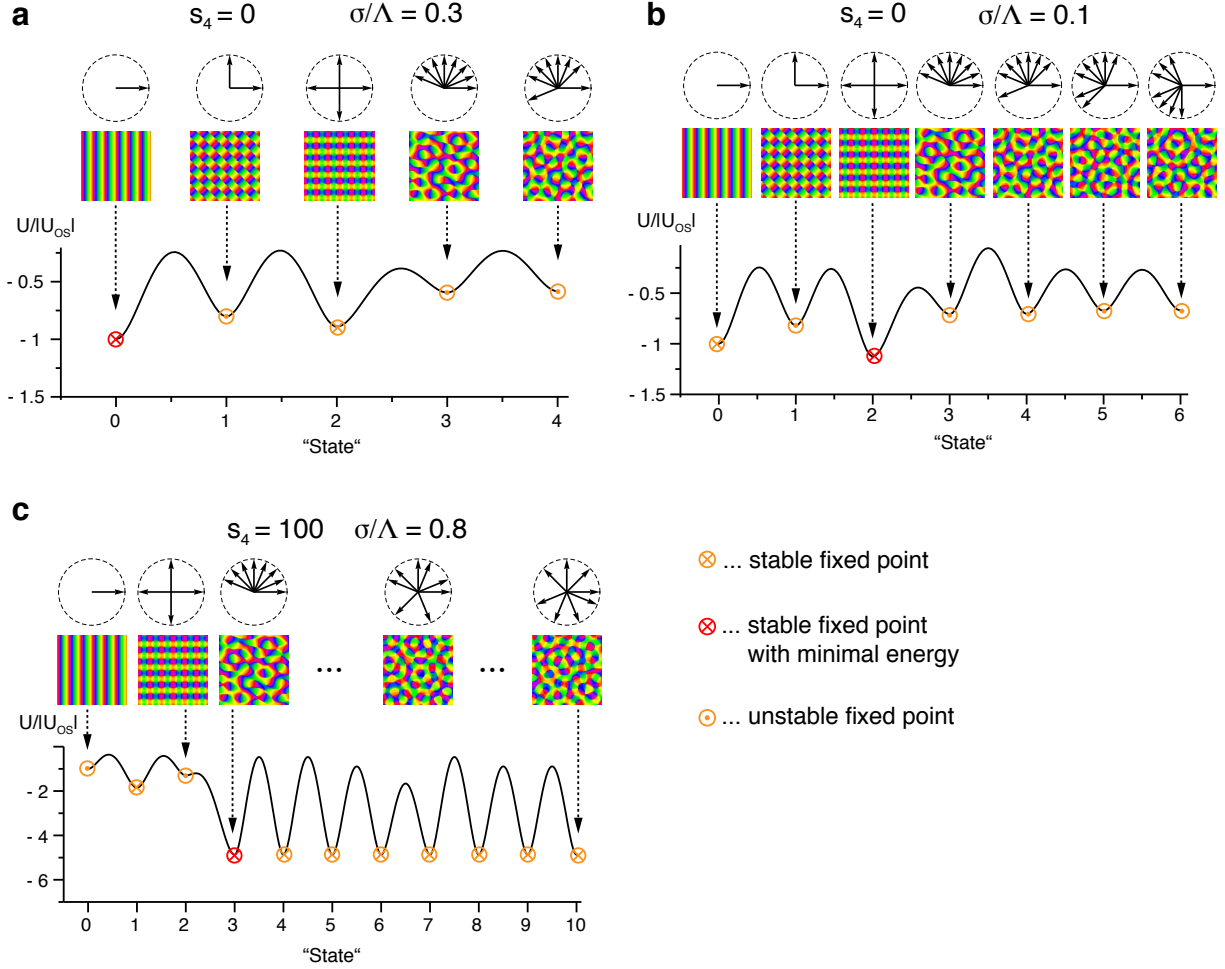 a
s₄ = 0 σ/Λ = 0.3
U/|U_OS|
- 0.5
- 1
- 1.5
0 1 2 3 4
“State“
b
s₄ = 0 σ/Λ = 0.1
U/|U_OS|
- 0.5
- 1
- 1.5
0 1 2 3 4 5 6
“State“
c
s₄ = 100 σ/Λ = 0.8
... ...
U/|U_OS|
- 2
- 4
- 6
0 1 2 3 4 5 6 7 8 9 10
“State“
... stable fixed point
... stable fixed point
with minimal energy
... unstable fixed point